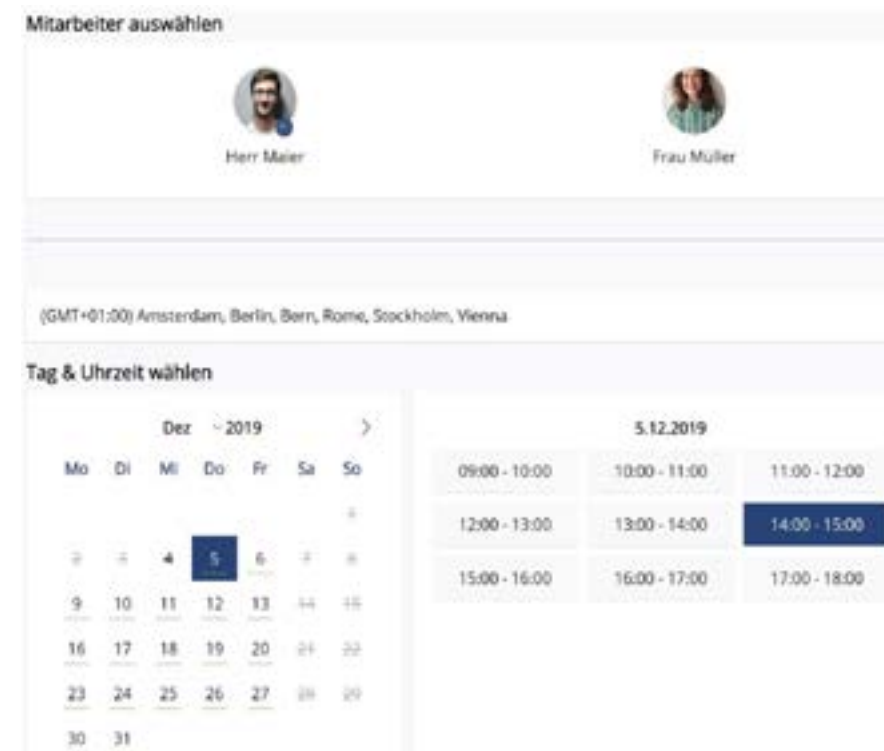 Mitarbeiter auswählen
Herr Maier
Frau Müller
(GMT+01:00) Amsterdam, Berlin, Bern, Rome, Stockholm, Vienna
Tag & Uhrzeit wählen
Dez 2019 >
Mo Di Mi Do Fr Sa So
1
2 3 4 5 6 7 8
9 10 11 12 13 14 15
16 17 18 19 20 21 22
23 24 25 26 27 28 29
30 31
5.12.2019
09:00 - 10:00 10:00 - 11:00 11:00 - 12:00
12:00 - 13:00 13:00 - 14:00 14:00 - 15:00
15:00 - 16:00 16:00 - 17:00 17:00 - 18:00